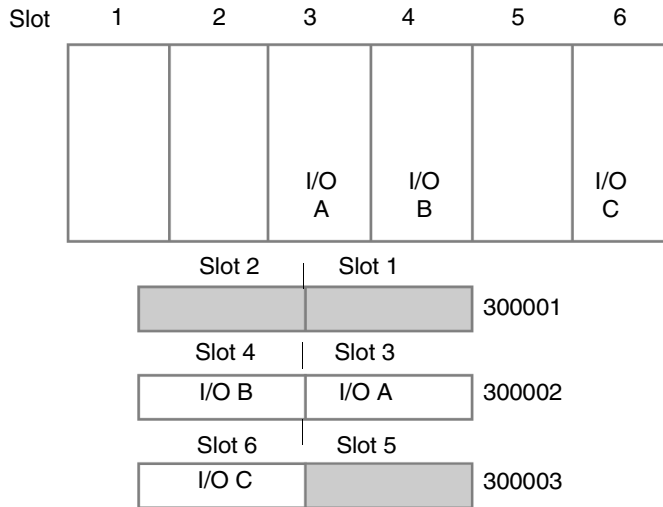 Slot 1 2 3 4 5 6
I/O I/O I/O
A B C
Slot 2 Slot 1
300001
Slot 4 Slot 3
I/O B I/O A 300002
Slot 6 Slot 5
I/O C 300003